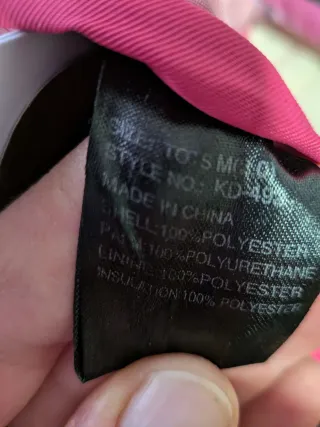 STYLE NO.: KD-
MADE IN CHINA
SHELL:100%POLYESTER
100%POLYURETHANE
LINING:100%POLYESTER
INSULATION:100% POLYESTER